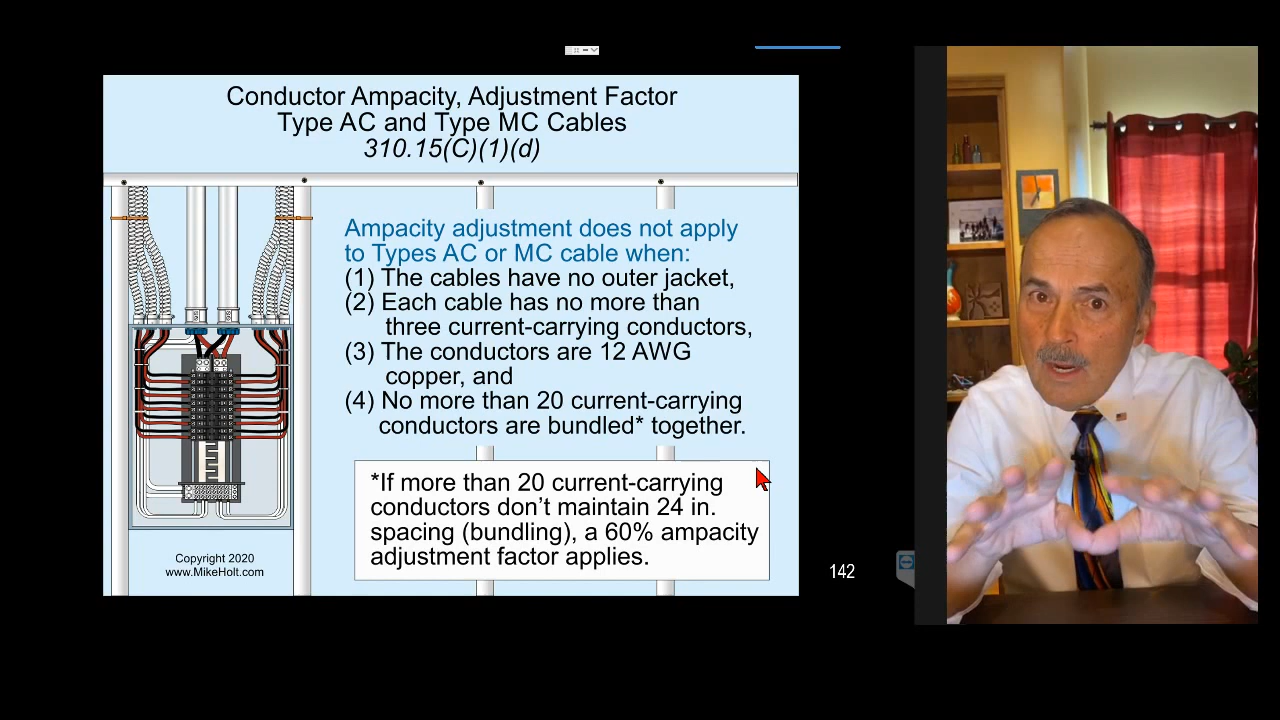 Conductor Ampacity, Adjustment Factor
Type AC and Type MC Cables
310.15(C)(1)(d)
Ampacity adjustment does not apply
to Types AC or MC cable when:
(1) The cables have no outer jacket,
(2) Each cable has no more than
three current-carrying conductors,
(3) The conductors are 12 AWG
copper, and
(4) No more than 20 current-carrying
conductors are bundled* together.
*If more than 20 current-carrying
conductors don’t maintain 24 in.
spacing (bundling), a 60% ampacity
adjustment factor applies.
Copyright 2020
www.MikeHolt.com
142